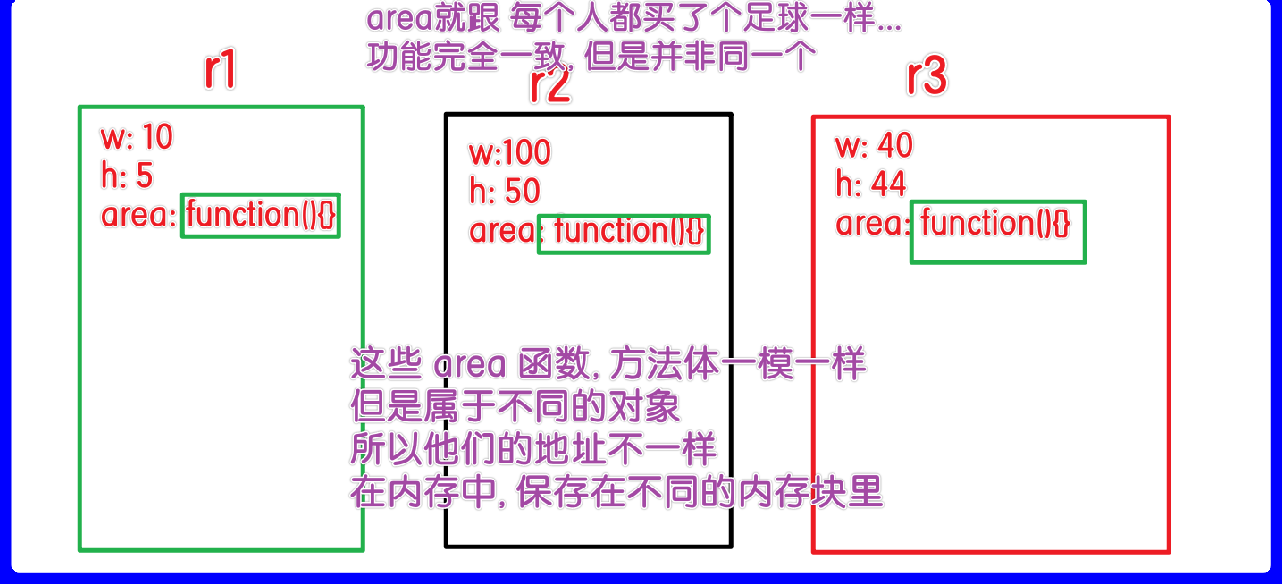 area就跟 每个人都买了个足球一样...
功能完全一致, 但是并非同一个
r1
r2
r3
w: 10
h: 5
area: function(){}
w:100
h: 50
area: function(){}
w: 40
h: 44
area: function(){}
这些 area 函数, 方法体一模一样
但是属于不同的对象
所以他们的地址不一样
在内存中, 保存在不同的内存块里